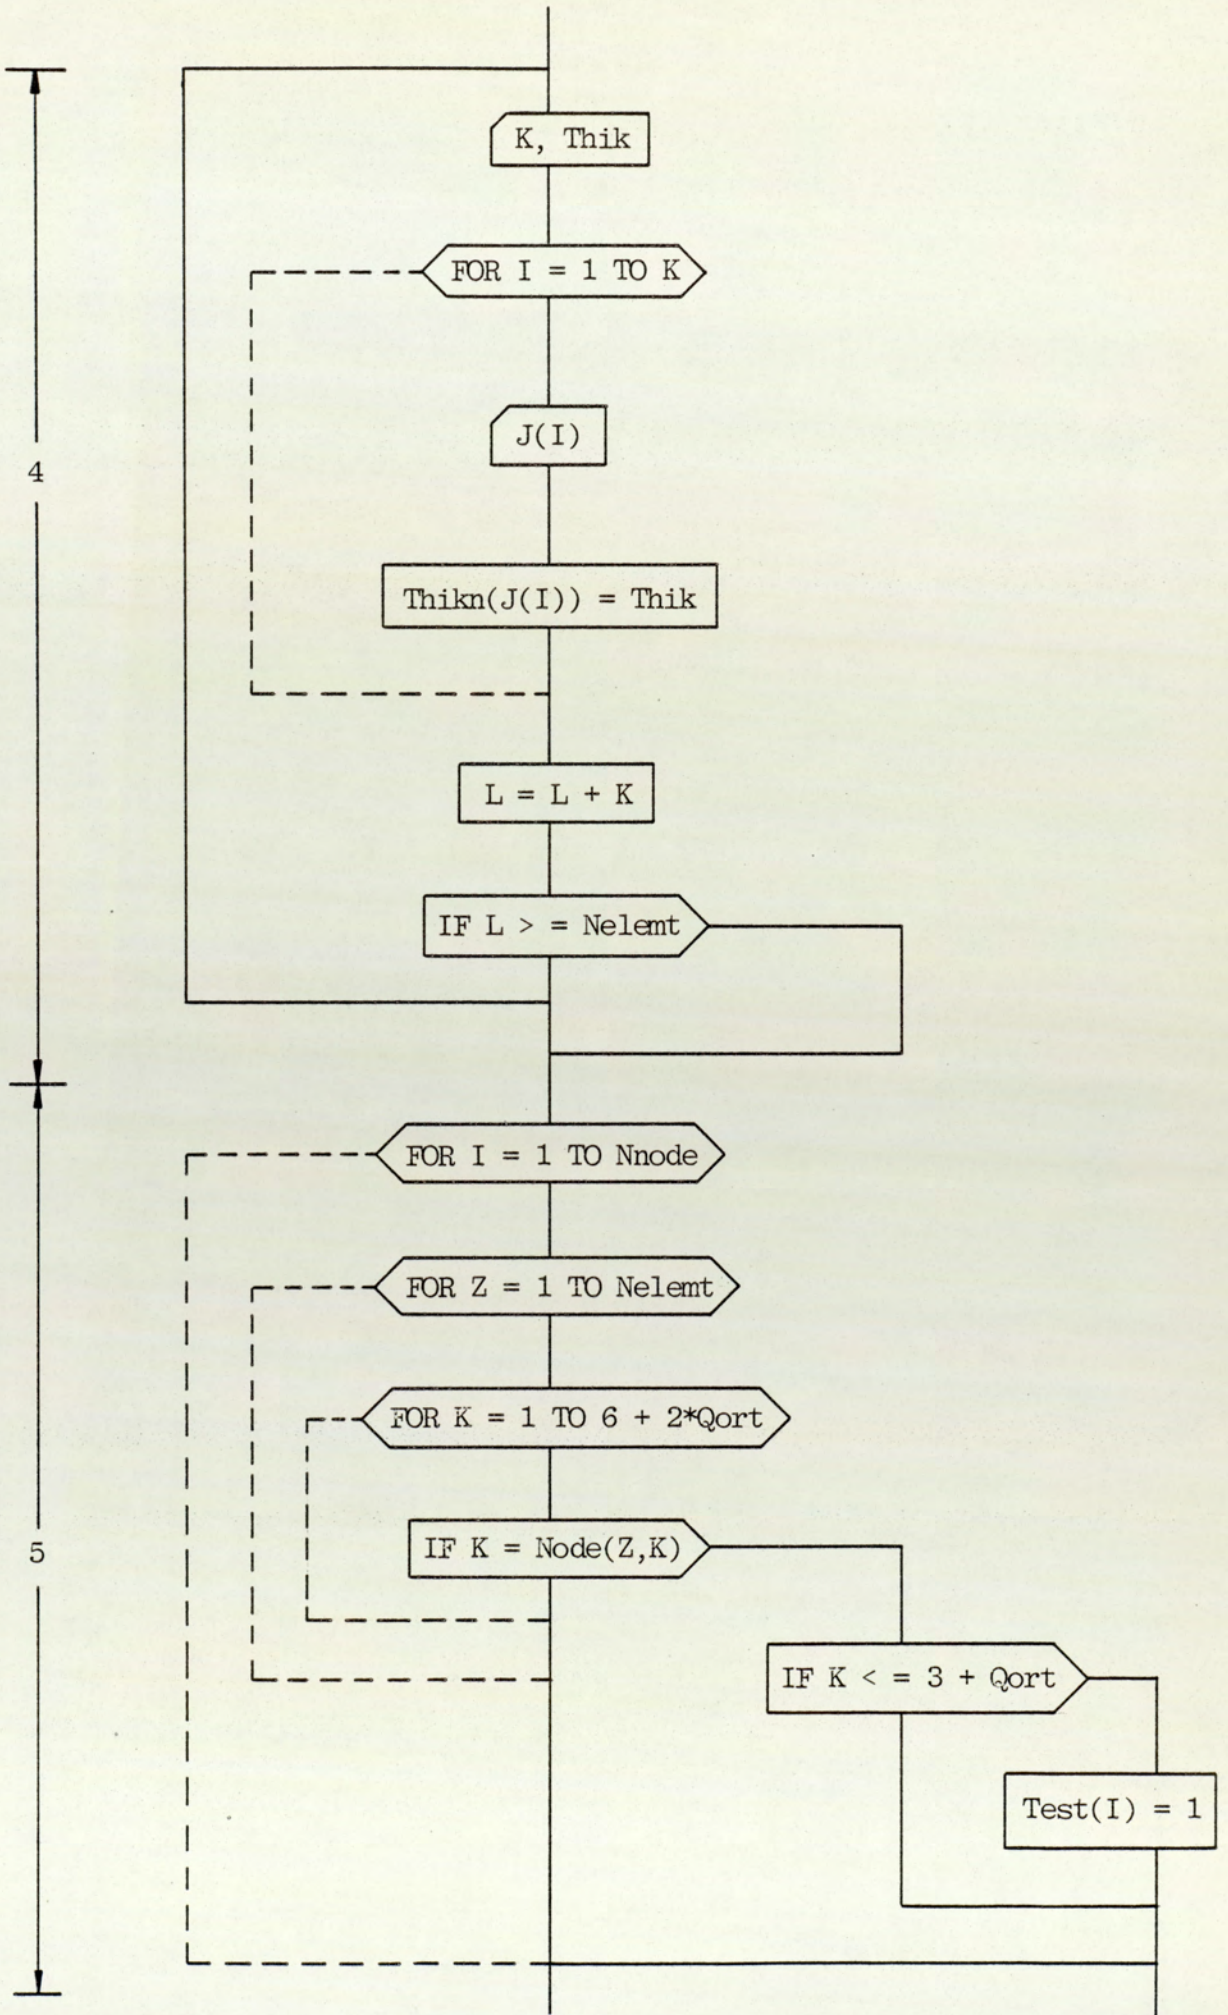 K, Thik
FOR I = 1 TO K
J(I)
4
Thikn(J(I)) = Thik
L = L + K
IF L > = Nelemt
FOR I = 1 TO Nnode
FOR Z = 1 TO Nelemt
FOR K = 1 TO 6 + 2*Qort
5
IF K = Node(Z,K)
IF K < = 3 + Qort
Test(I) = 1